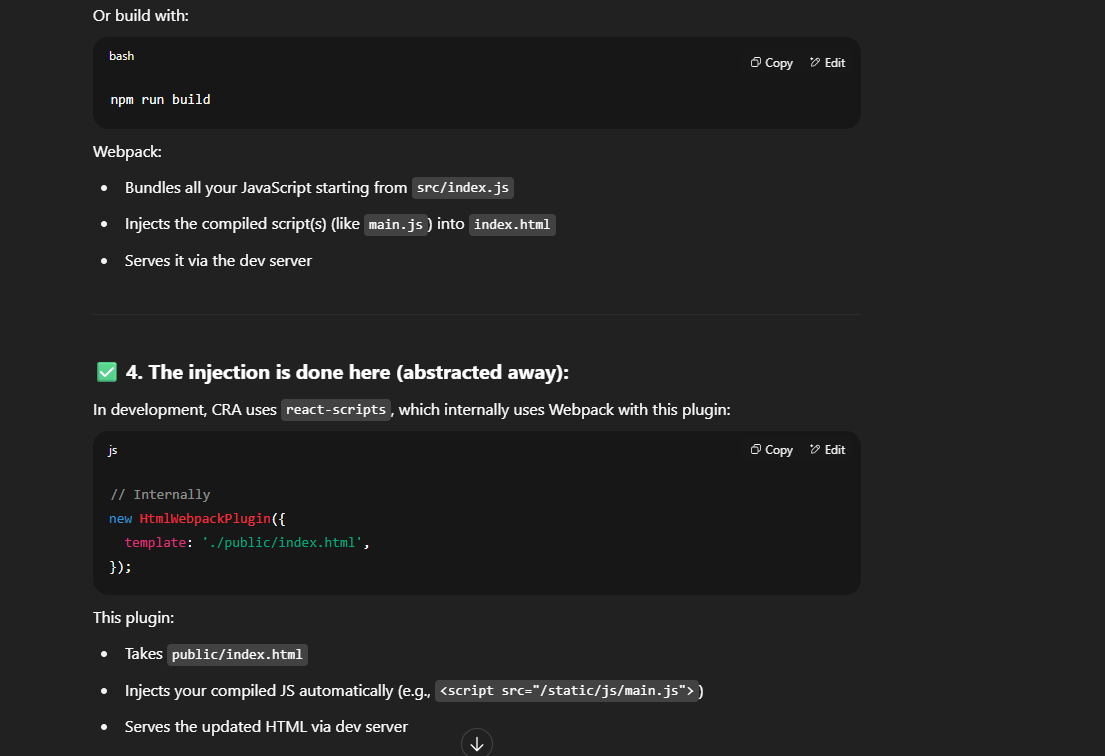 Or build with:
bash
Copy Edit
npm run build
Webpack:
Bundles all your JavaScript starting from src/index.js
Injects the compiled script(s) (like main.js) into index.html
Serves it via the dev server
✅ 4. The injection is done here (abstracted away):
In development, CRA uses react-scripts, which internally uses Webpack with this plugin:
js
Copy Edit
// Internally
new HtmlWebpackPlugin({
  template: './public/index.html',
});
This plugin:
Takes public/index.html
Injects your compiled JS automatically (e.g., <script src="/static/js/main.js">)
Serves the updated HTML via dev server